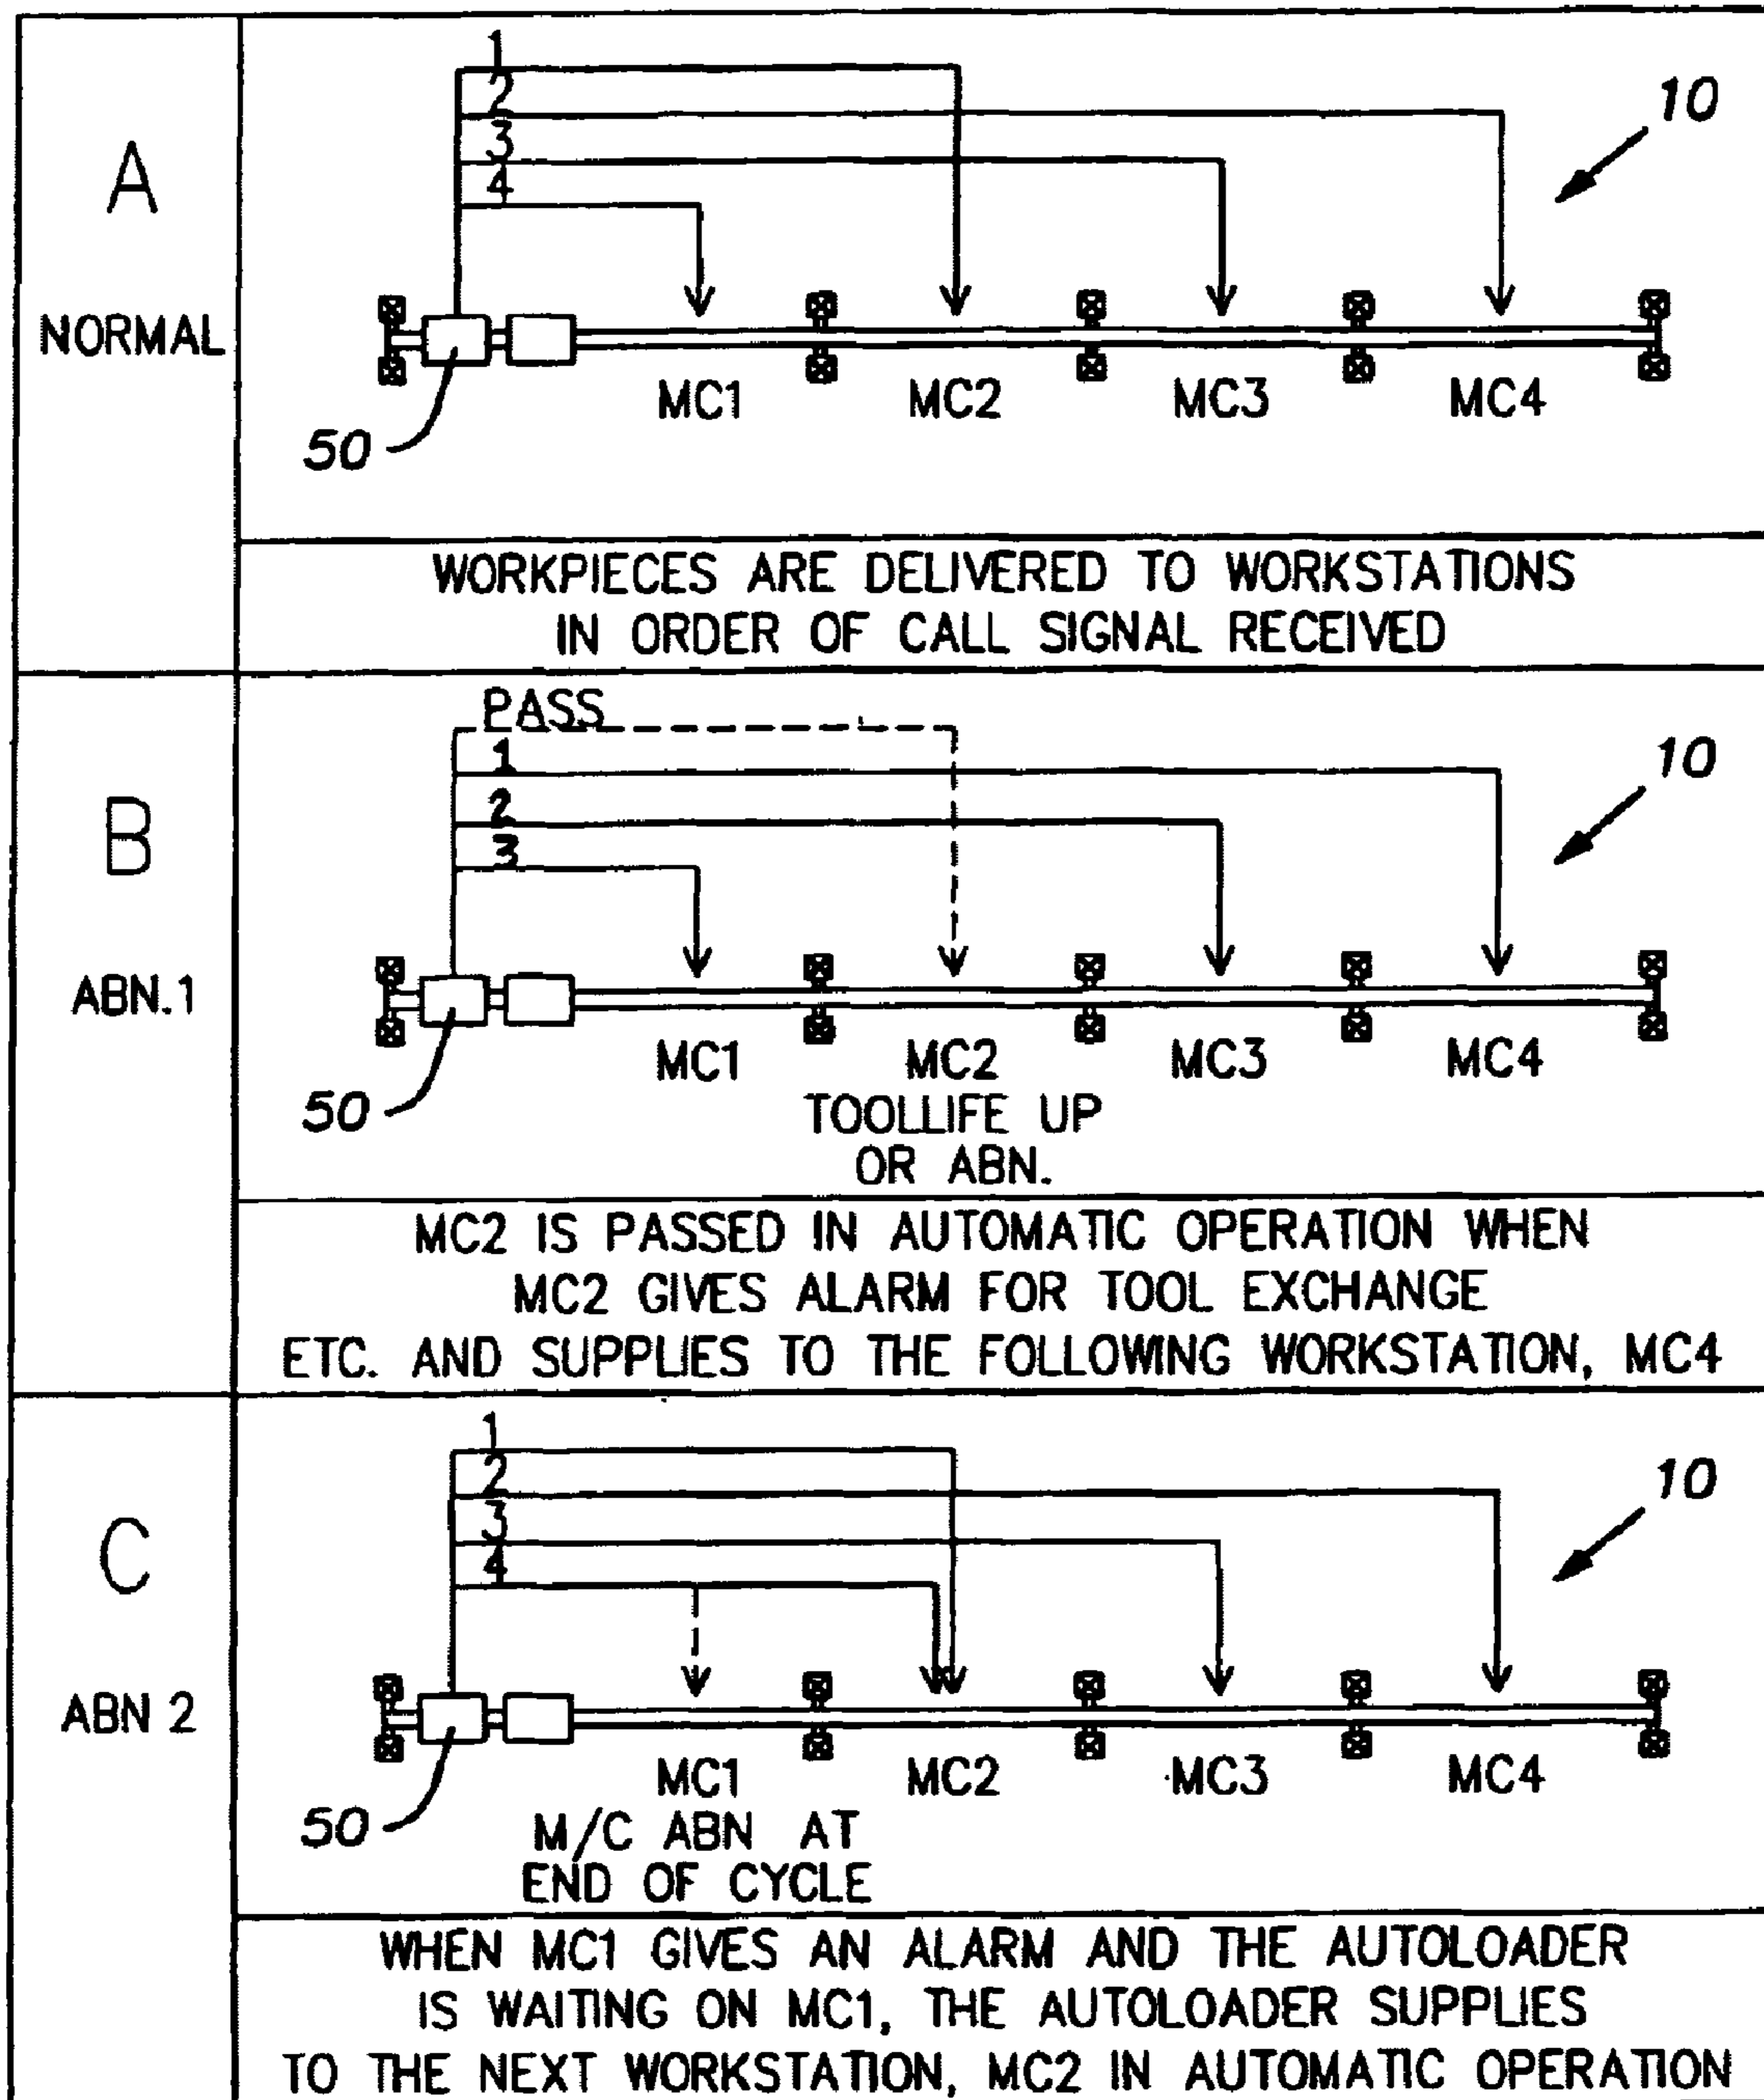 A
NORMAL
1
2
3
4
10
50
MC1 MC2 MC3 MC4
WORKPIECES ARE DELIVERED TO WORKSTATIONS
IN ORDER OF CALL SIGNAL RECEIVED
B
ABN.1
PASS
1
2
3
10
50
MC1 MC2 MC3 MC4
TOOLLIFE UP
OR ABN.
MC2 IS PASSED IN AUTOMATIC OPERATION WHEN
MC2 GIVES ALARM FOR TOOL EXCHANGE
ETC. AND SUPPLIES TO THE FOLLOWING WORKSTATION, MC4
C
ABN 2
1
2
3
4
10
50
MC1 MC2 MC3 MC4
M/C ABN AT
END OF CYCLE
WHEN MC1 GIVES AN ALARM AND THE AUTOLOADER
IS WAITING ON MC1, THE AUTOLOADER SUPPLIES
TO THE NEXT WORKSTATION, MC2 IN AUTOMATIC OPERATION